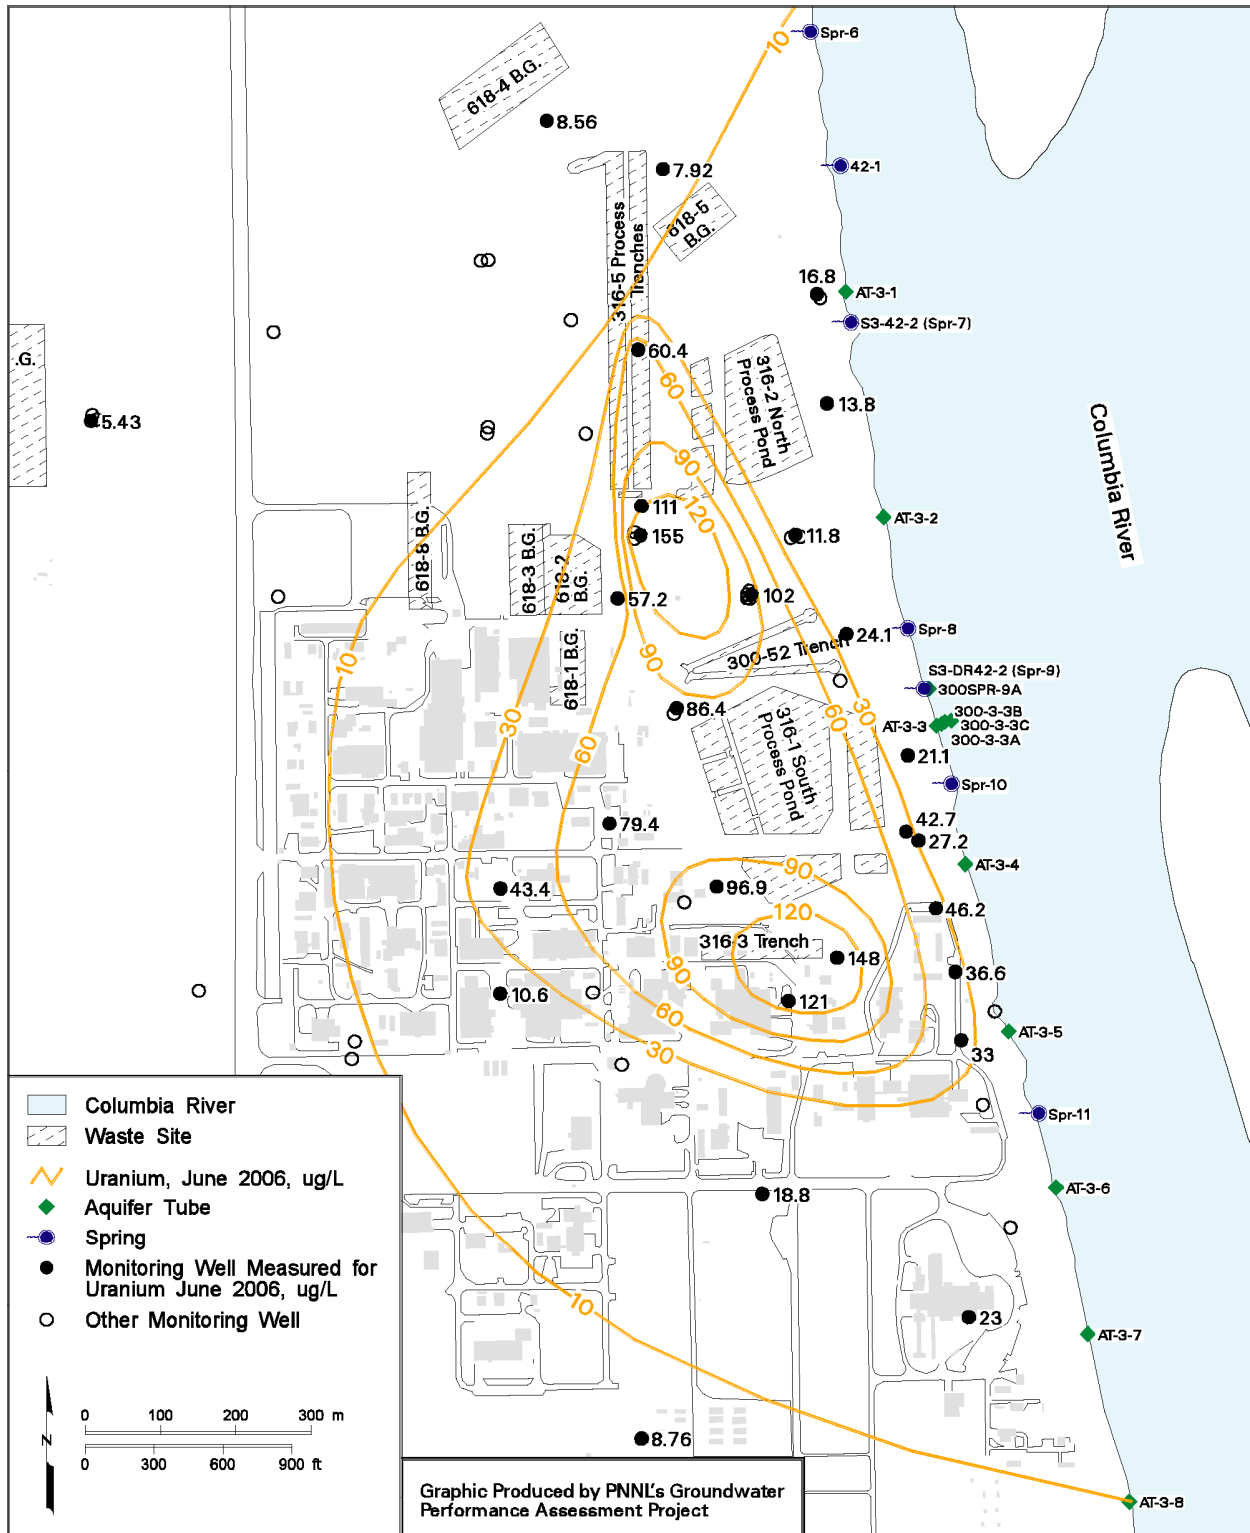 10
Spr-6
618-4 B.G.
8.56
7.92
42-1
618-5
B.G.
316-5 Process
Trenches
16.8
AT-3-1
S3-42-2 (Spr-7)
.G.
60.4
60
316-2 North
Process Pond
13.8
5.43
Columbia River
90
120
111
155
11.8
AT-3-2
618-8 B.G.
618-3 B.G.
618-2
B.G.
57.2
102
24.1
Spr-8
10
90
300-52 Trench
618-1 B.G.
S3-DR42-2 (Spr-9)
300SPR-9A
86.4
30
60
316-1 South
Process Pond
60
30
AT-3-3
300-3-3B
300-3-3C
300-3-3A
21.1
Spr-10
79.4
42.7
27.2
AT-3-4
43.4
96.9
90
120
46.2
316-3 Trench
148
90
36.6
10.6
121
60
30
AT-3-5
33
Spr-11
Columbia River
Waste Site
Uranium, June 2006, ug/L
Aquifer Tube
Spring
Monitoring Well Measured for
Uranium June 2006, ug/L
Other Monitoring Well
18.8
AT-3-6
10
23
AT-3-7
N
0 100 200 300 m
0 300 600 900 ft
8.76
Graphic Produced by PNNL's Groundwater
Performance Assessment Project
AT-3-8